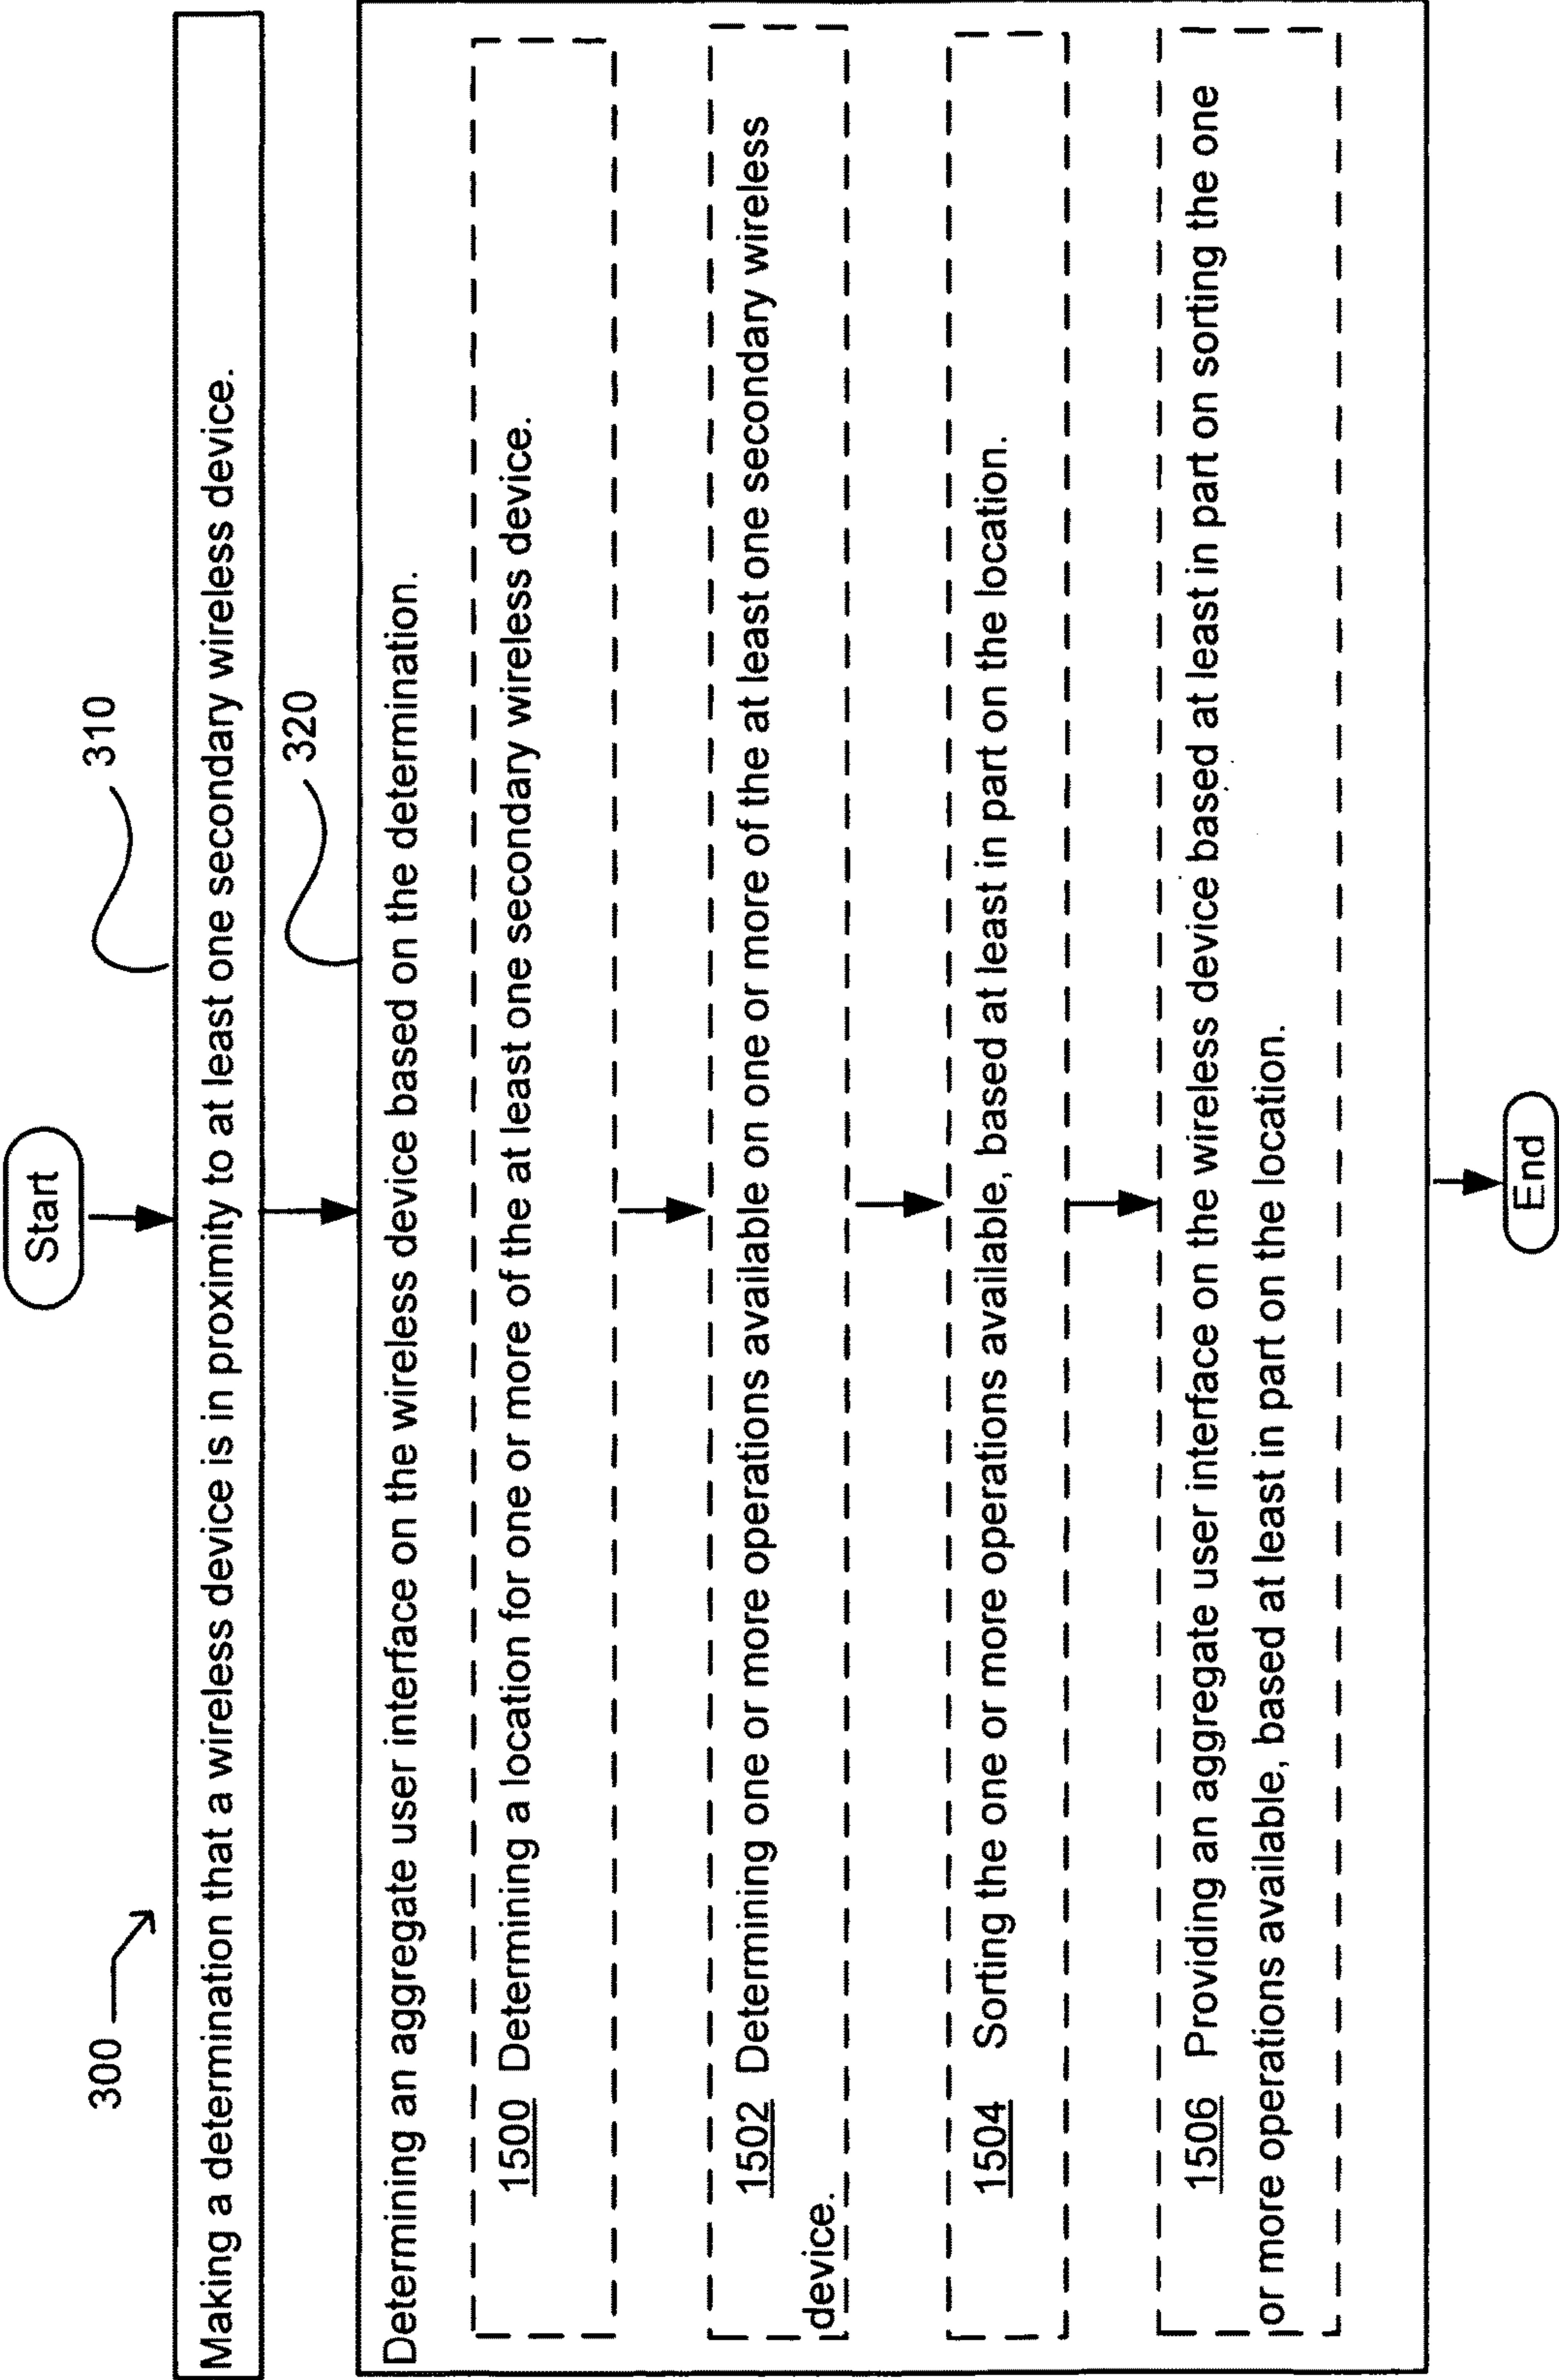 Start
300
310
Making a determination that a wireless device is in proximity to at least one secondary wireless device.
320
Determining an aggregate user interface on the wireless device based on the determination.
1500 Determining a location for one or more of the at least one secondary wireless device.
1502 Determining one or more operations available on one or more of the at least one secondary wireless
device.
1504 Sorting the one or more operations available, based at least in part on the location.
1506 Providing an aggregate user interface on the wireless device based at least in part on sorting the one
or more operations available, based at least in part on the location.
End